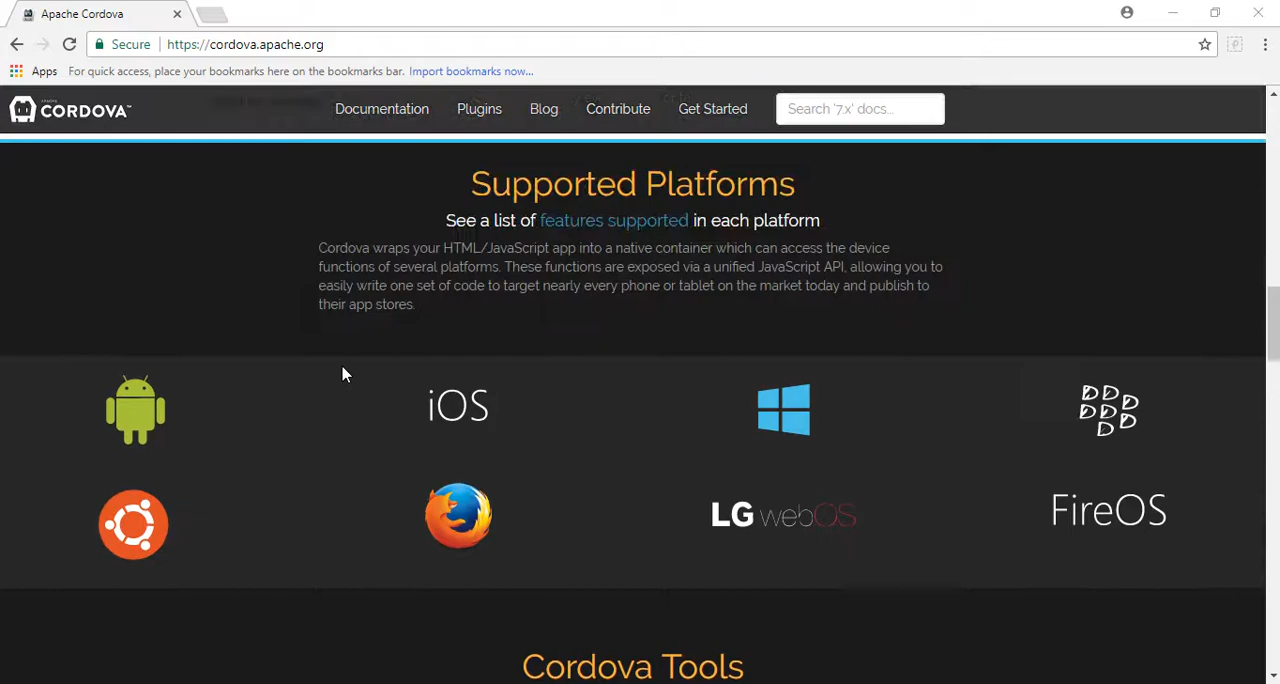 Apache Cordova
Secure https://cordova.apache.org
Apps For quick access, place your bookmarks here on the bookmarks bar. Import bookmarks now...
APACHE
CORDOVA™ Documentation Plugins Blog Contribute Get Started Search '7.x' docs...
Supported Platforms
See a list of features supported in each platform
Cordova wraps your HTML/JavaScript app into a native container which can access the device
functions of several platforms. These functions are exposed via a unified JavaScript API, allowing you to
easily write one set of code to target nearly every phone or tablet on the market today and publish to
their app stores.
iOS
LG webOS FireOS
Cordova Tools